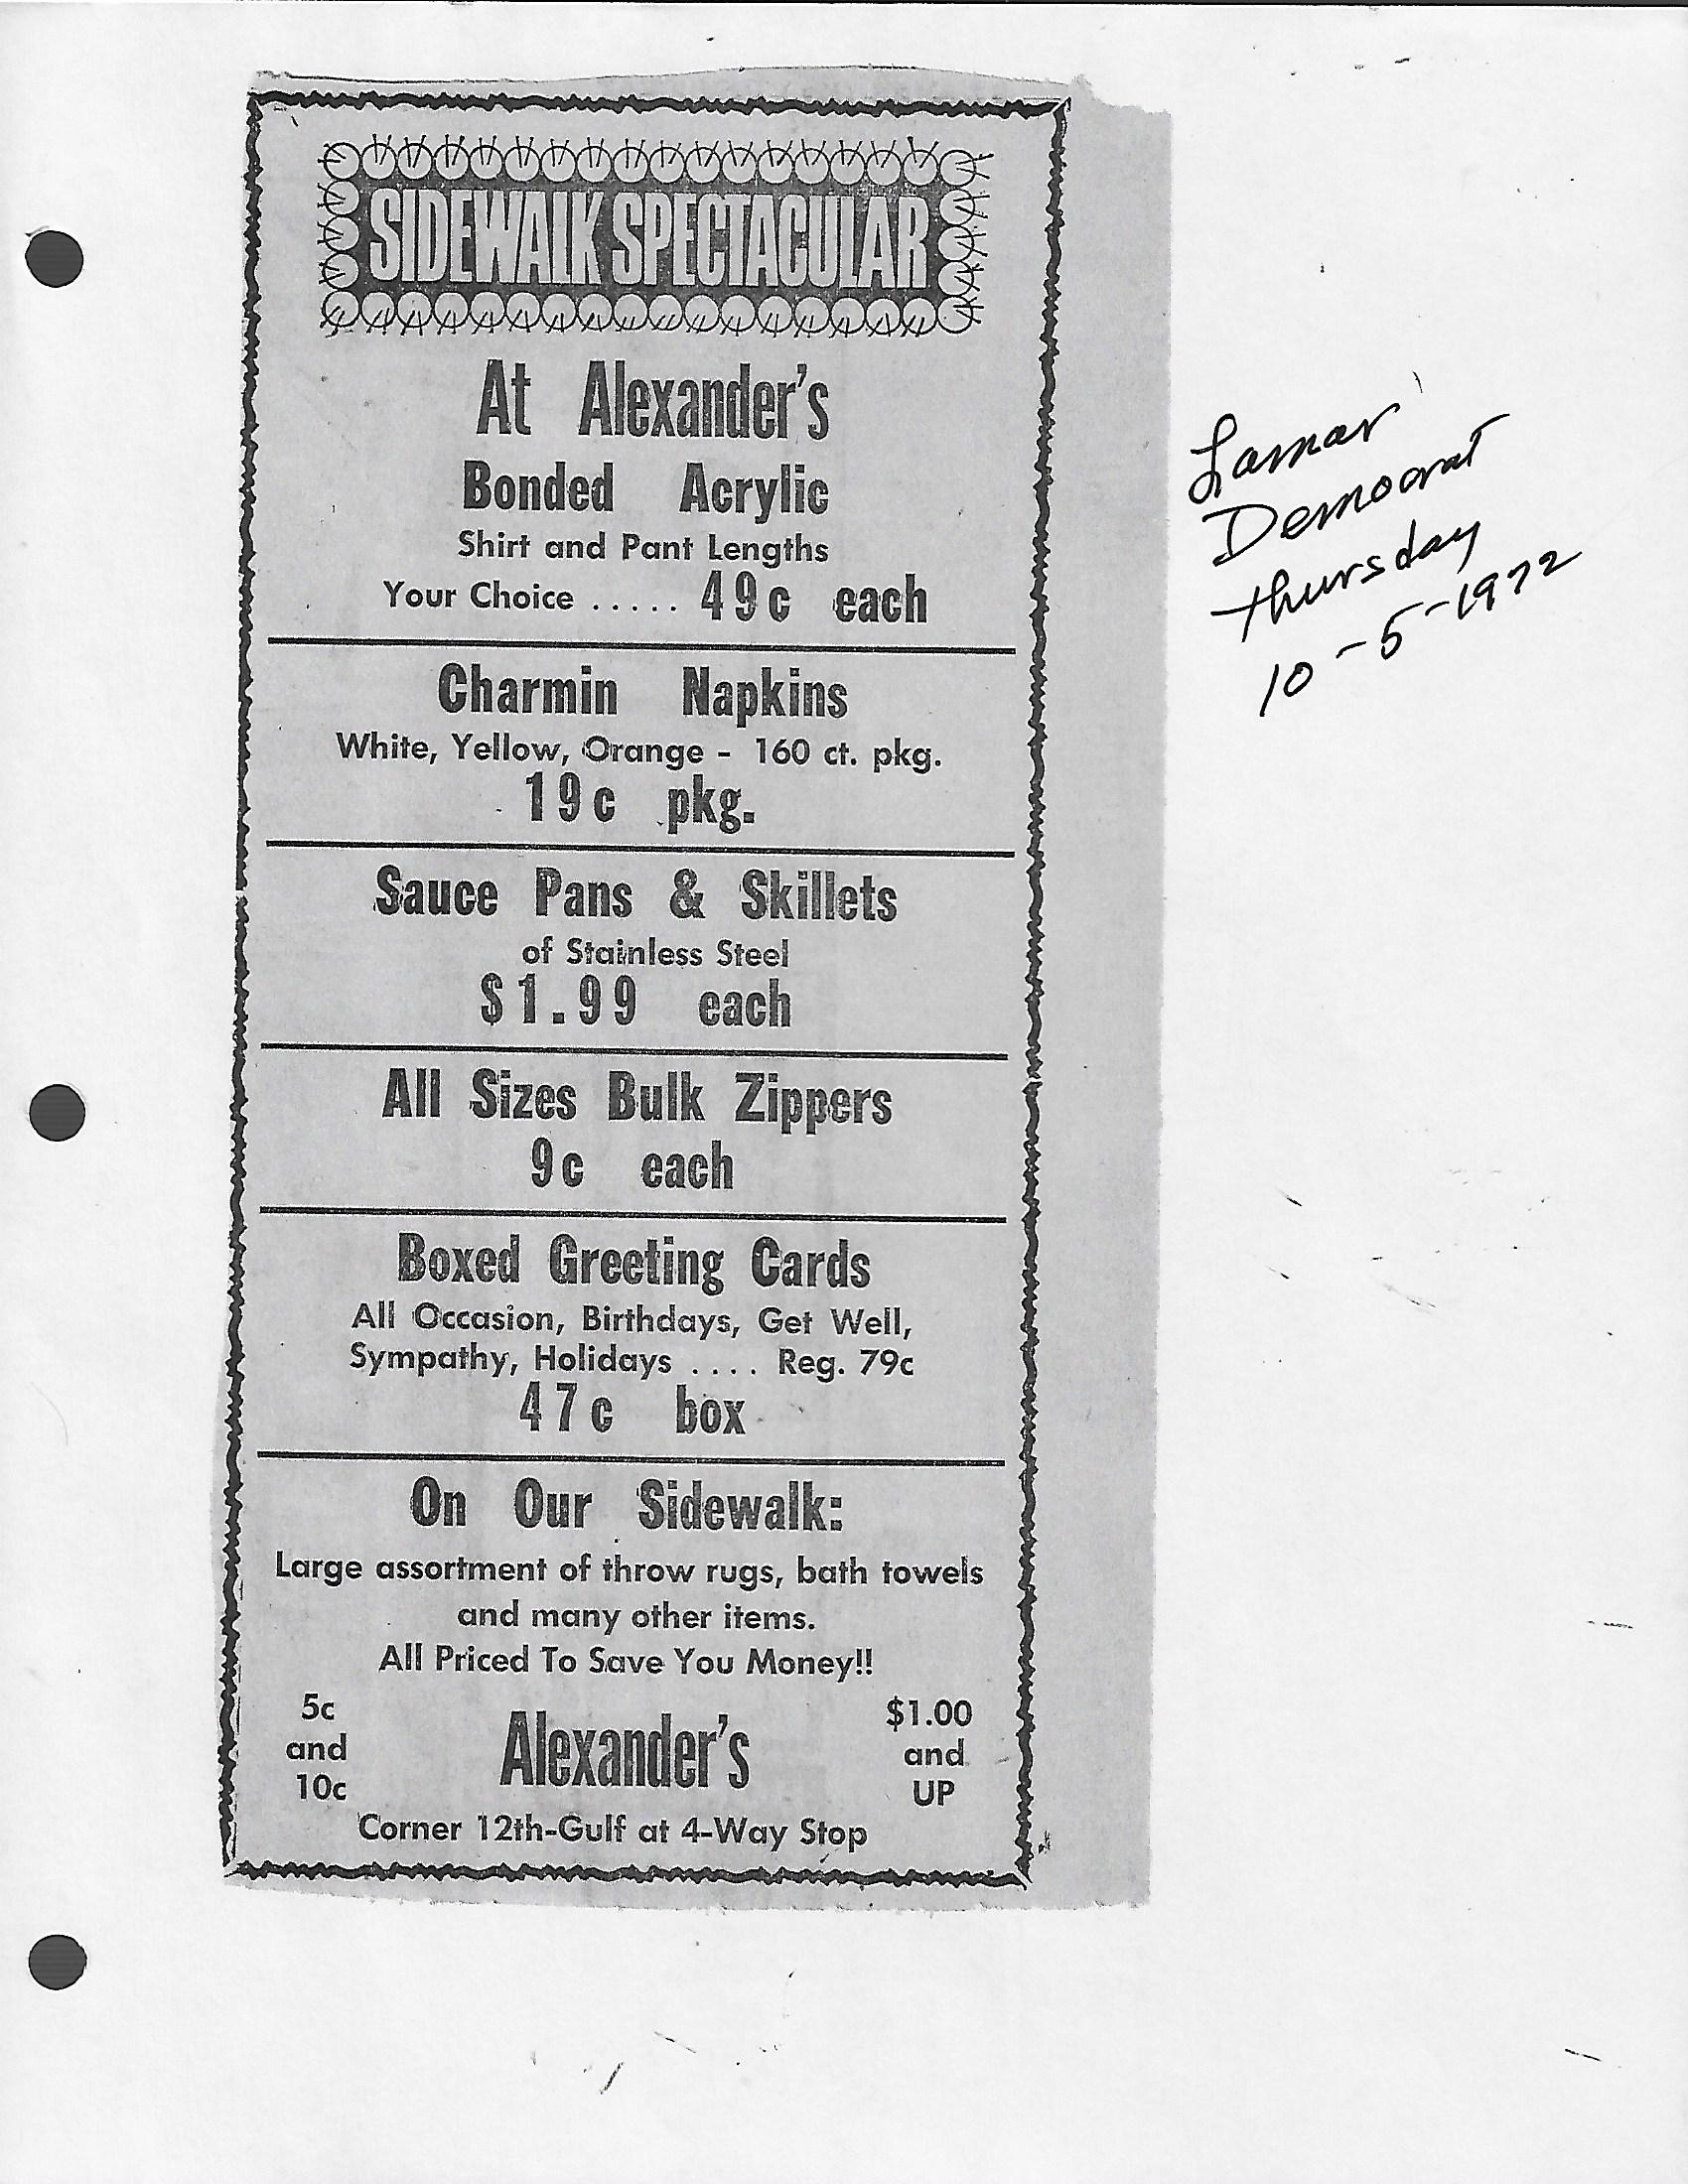 SIDEWALK SPECTACULAR
At Alexander's
Bonded Acrylic
Shirt and Pant Lengths
Your Choice ..... 49c each
Charmin Napkins
White, Yellow, Orange - 160 ct. pkg.
19c pkg.
Sauce Pans & Skillets
of Stainless Steel
$1.99 each
All Sizes Bulk Zippers
9c each
Boxed Greeting Cards
All Occasion, Birthdays, Get Well,
Sympathy, Holidays .... Reg. 79c
47c box
On Our Sidewalk:
Large assortment of throw rugs, bath towels
and many other items.
All Priced To Save You Money!!
5c
and
10c
Alexander's
$1.00
and
UP
Corner 12th-Gulf at 4-Way Stop
Lamar
Democrat
Thursday
10-5-1972